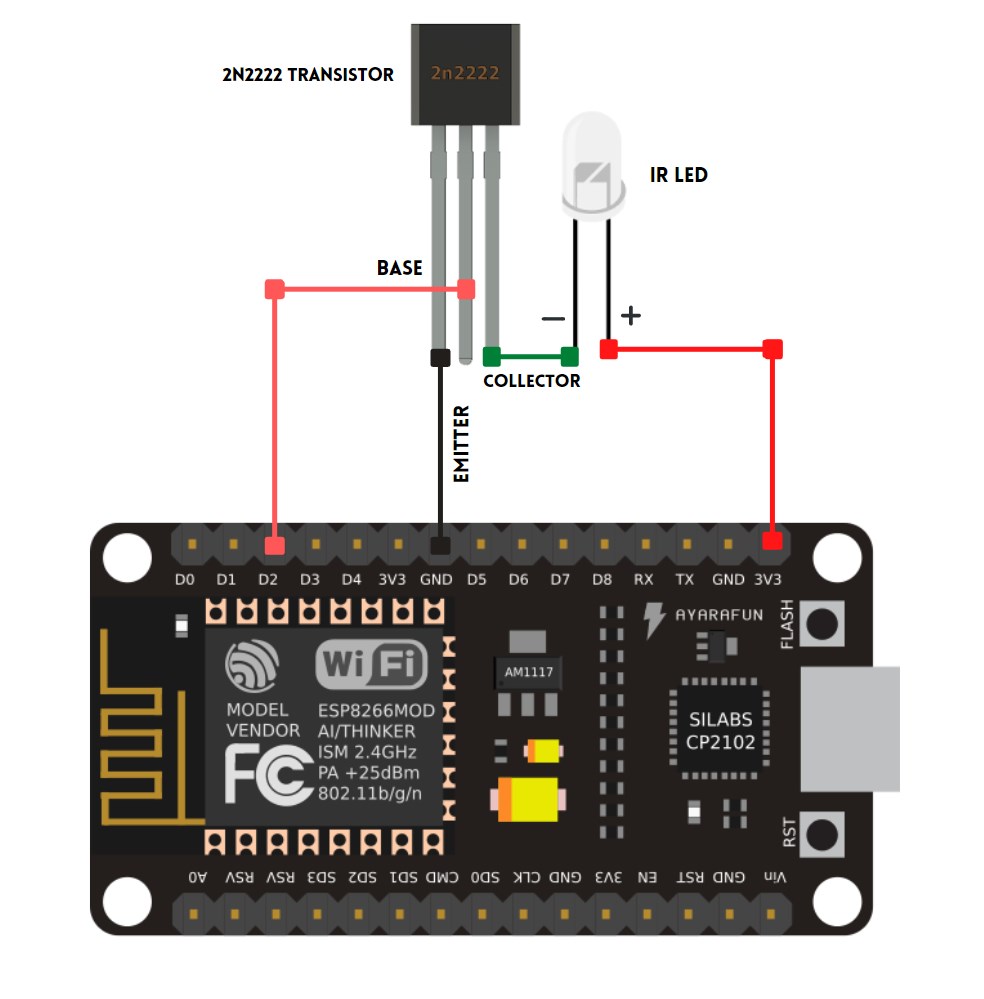 2N2222 TRANSISTOR
2n2222
IR LED
BASE
−
+
COLLECTOR
EMITTER
D0 D1 D2 D3 D4 3V3 GND D5 D6 D7 D8 RX TX GND 3V3
AYARAFUN
FLASH
WiFi
AM1117
MODEL
VENDOR
ESP8266MOD
AI/THINKER
ISM 2.4GHz
PA +25dBm
802.11b/g/n
FC
SILABS
CP2102
RST
A0 RSV RSV SD3 SD2 SD1 CMD SD0 CLK GND 3V3 EN RST GND Vin